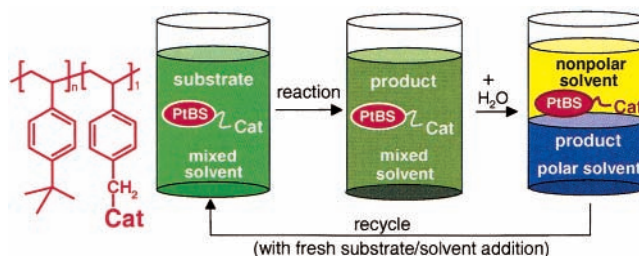 n
1
CH2
Cat
substrate
PtBS
Cat
mixed
solvent
reaction
product
PtBS
Cat
mixed
solvent
+
H2O
nonpolar
solvent
PtBS
Cat
product
polar solvent
recycle
(with fresh substrate/solvent addition)